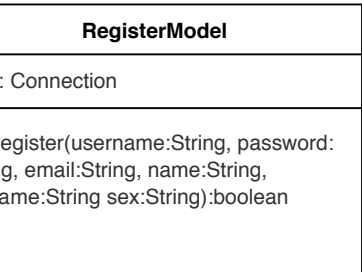 RegisterModel
: Connection
egister(username:String, password:
g, email:String, name:String,
ame:String sex:String):boolean